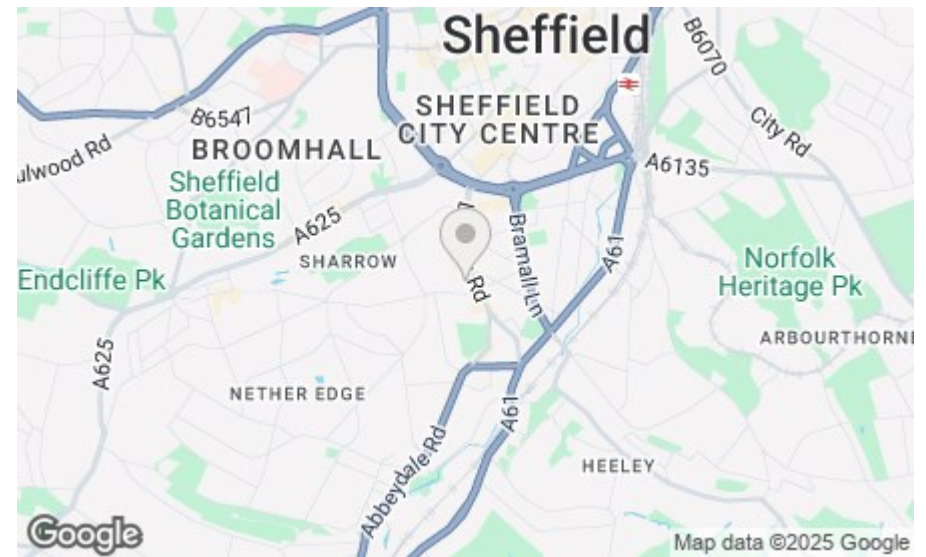 Sheffield
B6070
SHEFFIELD
CITY CENTRE
City Rd
B6547
BROOMHALL
ulwood Rd
A6135
Sheffield
Botanical
Gardens
A625
SHARROW
Bramall Ln
A61
Norfolk
Heritage Pk
Endcliffe Pk
Rd
ARBOURTHORN
A625
NETHER EDGE
A61
Abbeydale Rd
HEELEY
Google
Map data ©2025 Google